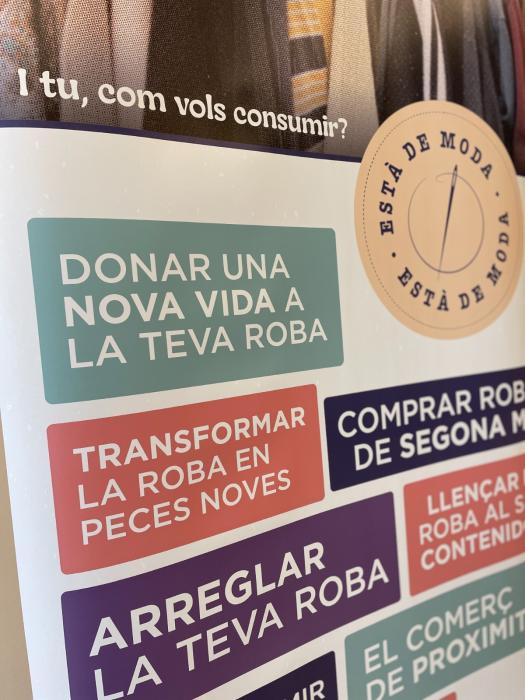 I tu, com vols consumir?
ESTÀ DE MODA · ESTÀ DE MODA ·
DONAR UNA
NOVA VIDA A
LA TEVA ROBA
TRANSFORMAR
LA ROBA EN
PECES NOVES
COMPRAR ROB
DE SEGONA M
LLENÇAR
ROBA AL S
CONTENID
ARREGLAR
LA TEVA ROBA
EL COMERÇ
DE PROXIMIT
MIR